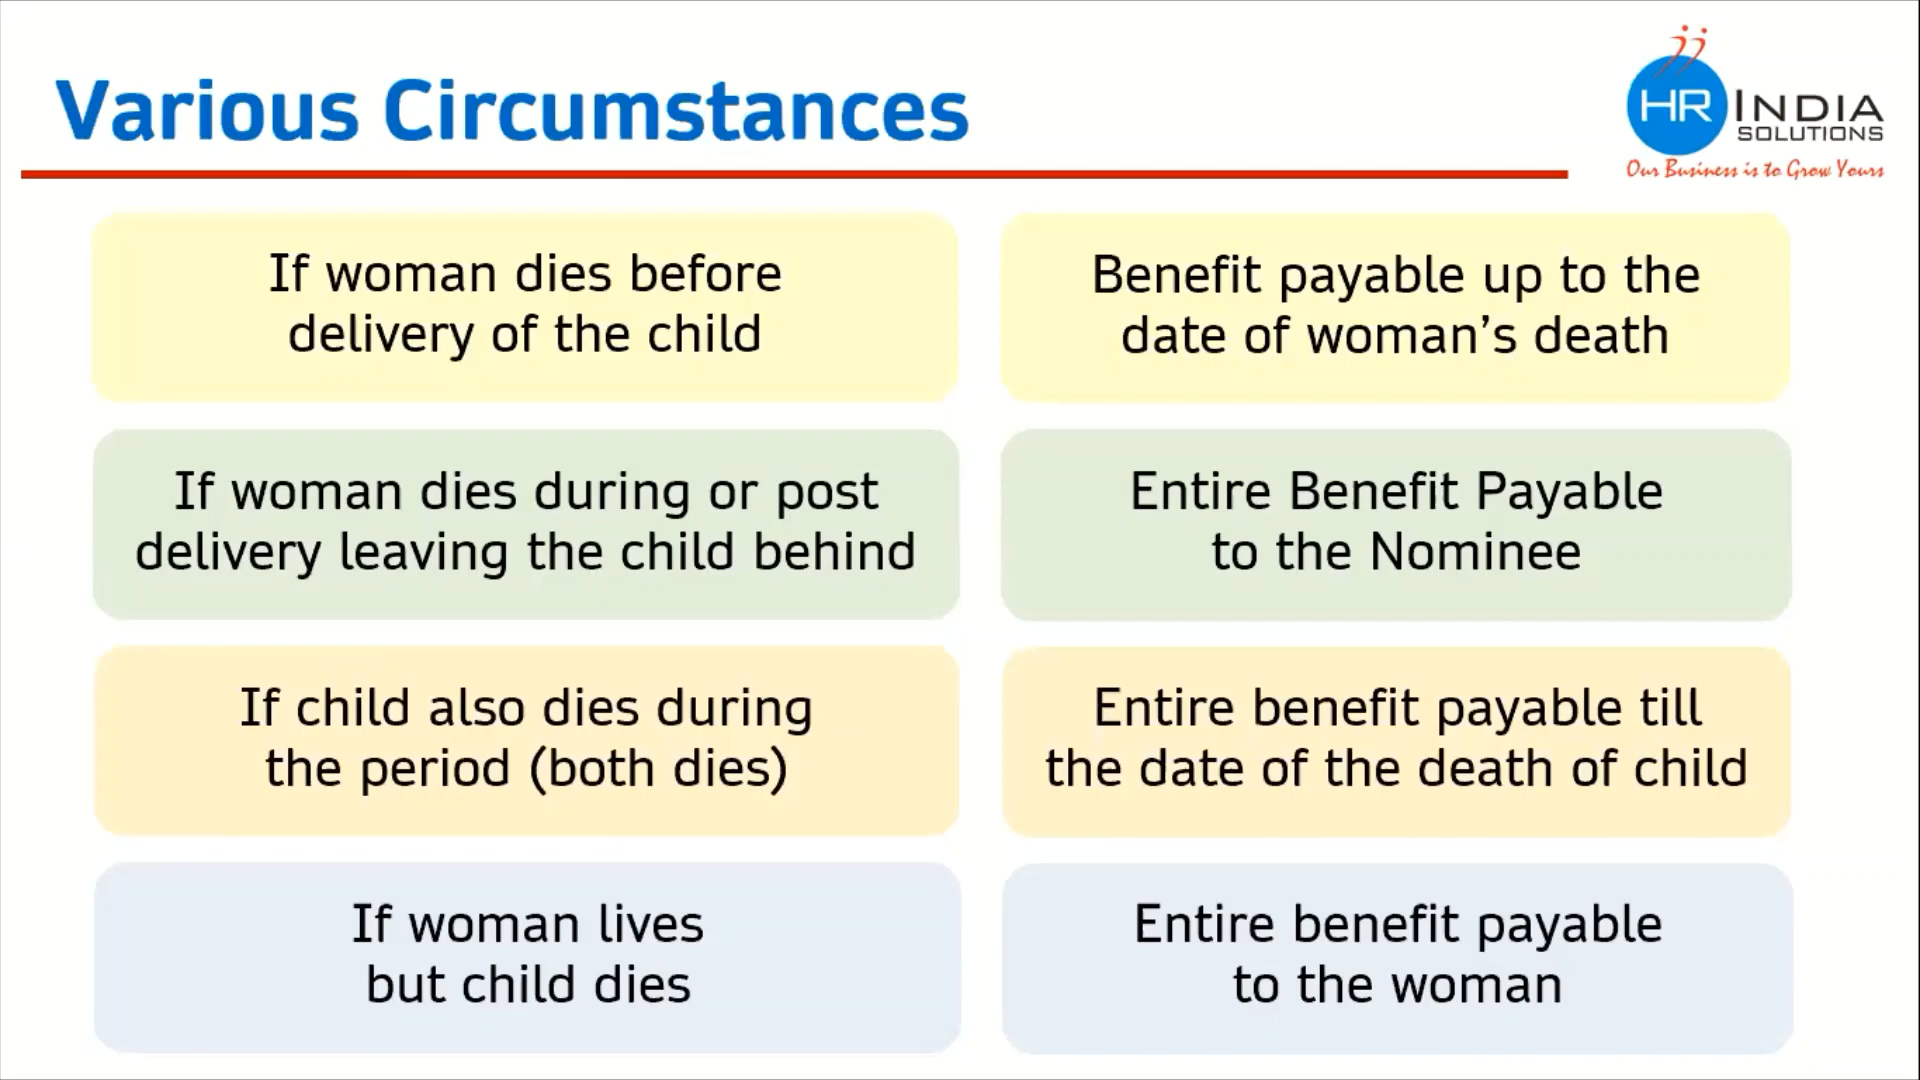 Various Circumstances
HR INDIA
SOLUTIONS
Our Business is to Grow Yours
If woman dies before
delivery of the child
Benefit payable up to the
date of woman’s death
If woman dies during or post
delivery leaving the child behind
Entire Benefit Payable
to the Nominee
If child also dies during
the period (both dies)
Entire benefit payable till
the date of the death of child
If woman lives
but child dies
Entire benefit payable
to the woman